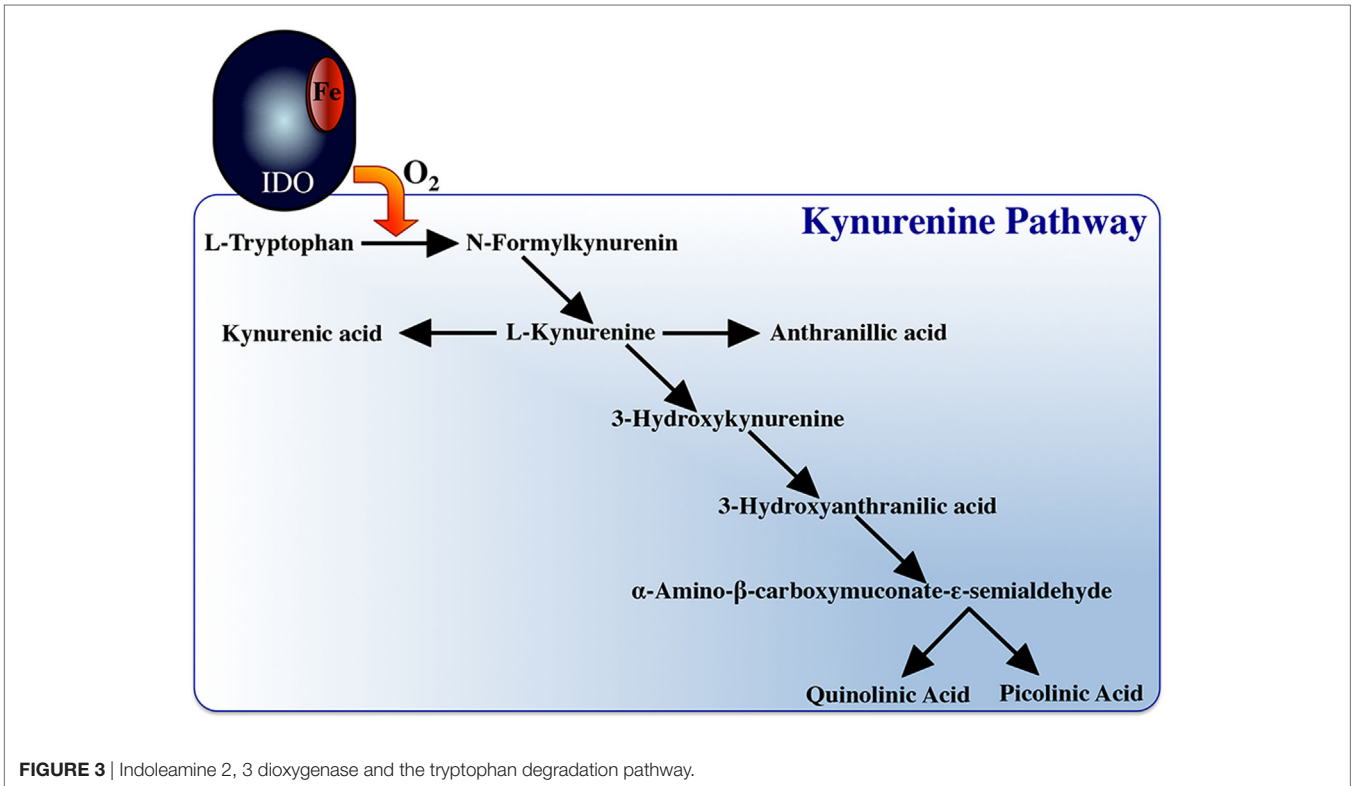 Fe
IDO
O₂
Kynurenine Pathway
L-Tryptophan
N-Formylkynurenin
Kynurenic acid
L-Kynurenine
Anthranillic acid
3-Hydroxykynurenine
3-Hydroxyanthranilic acid
α-Amino-β-carboxymuconate-ε-semialdehyde
Quinolinic Acid
Picolinic Acid
FIGURE 3 | Indoleamine 2, 3 dioxygenase and the tryptophan degradation pathway.